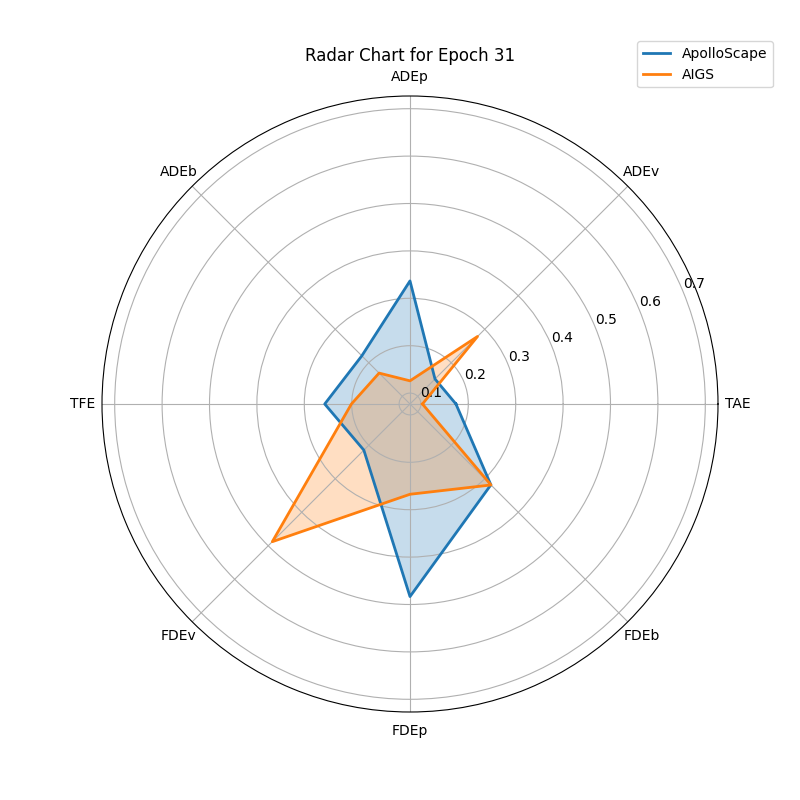 Radar Chart for Epoch 31
ApolloScape
AIGS
ADEp
ADEb
ADEv
0.7
0.6
0.5
0.4
0.3
0.2
0.1
TFE
TAE
FDEv
FDEb
FDEp